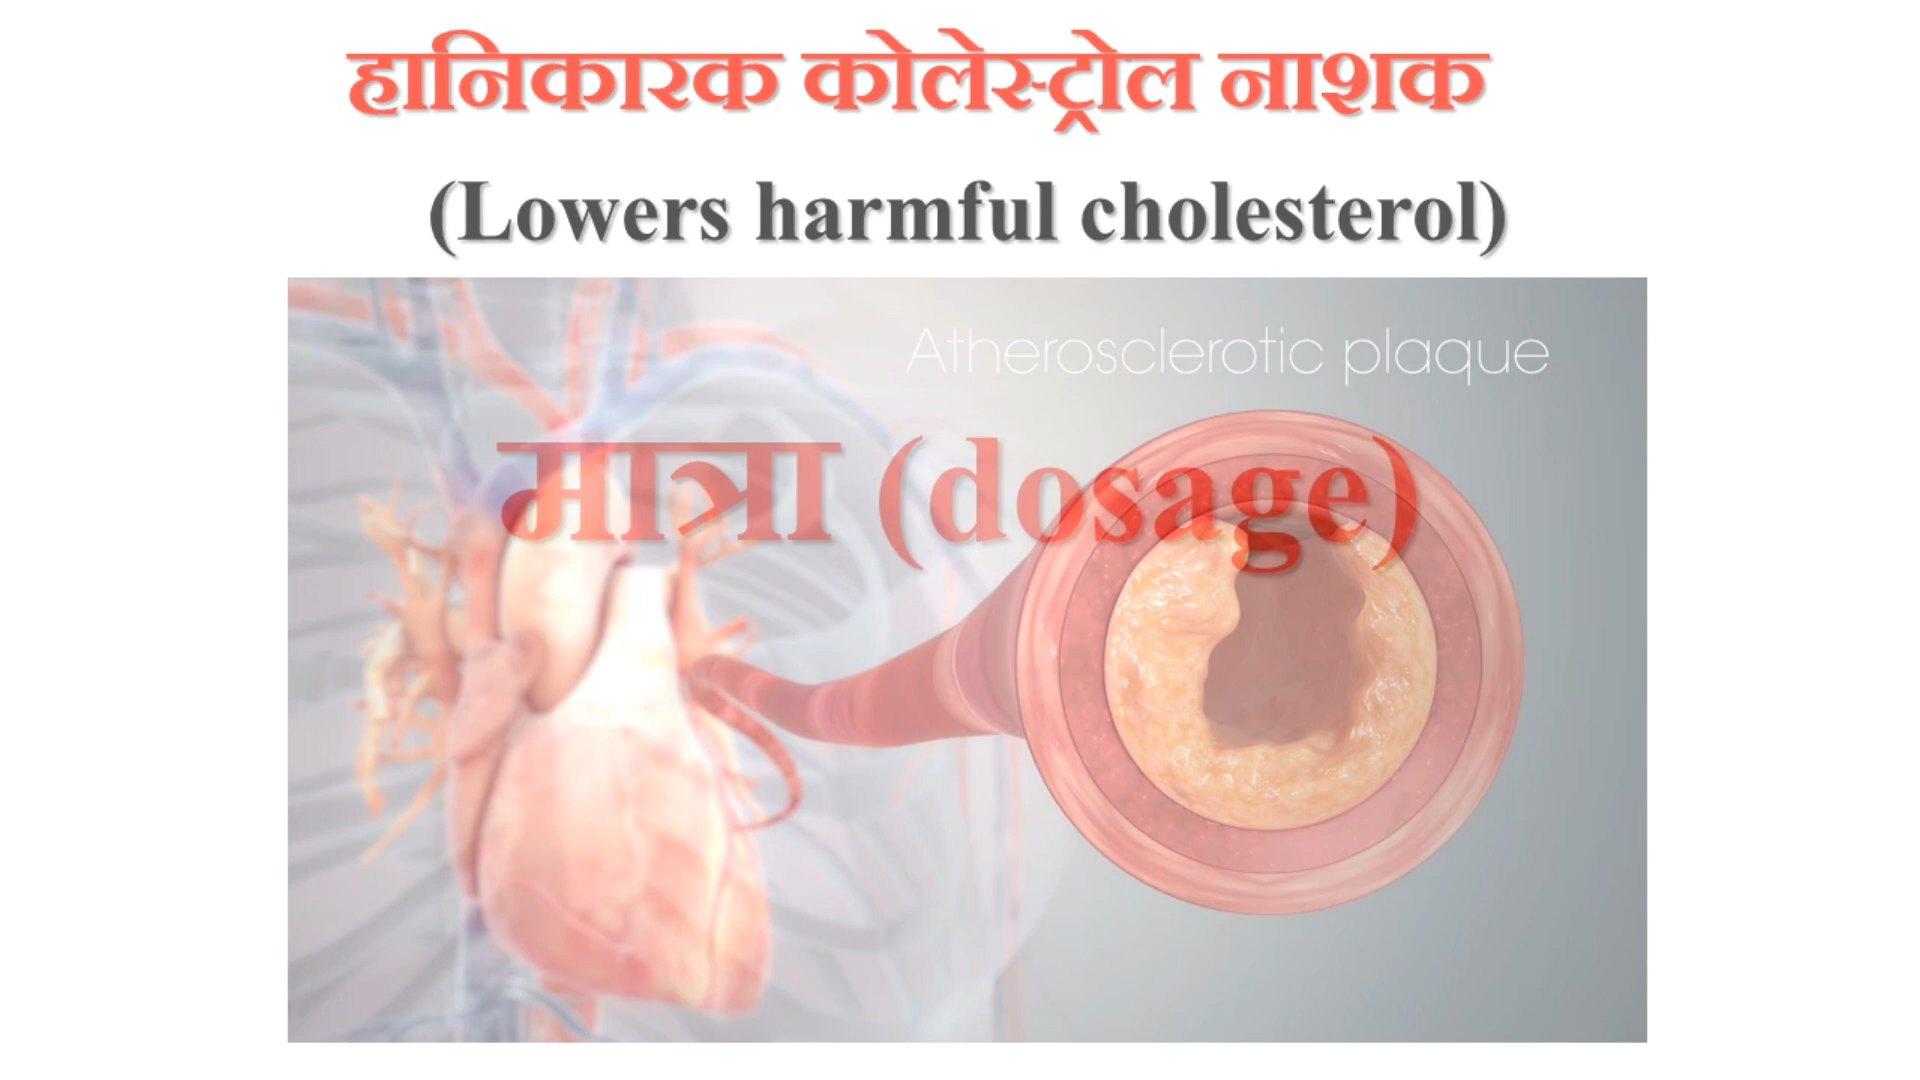 हानिकारक कोलेस्ट्रोल नाशक
(Lowers harmful cholesterol)
Atherosclerotic plaque
मात्रा (dosage)